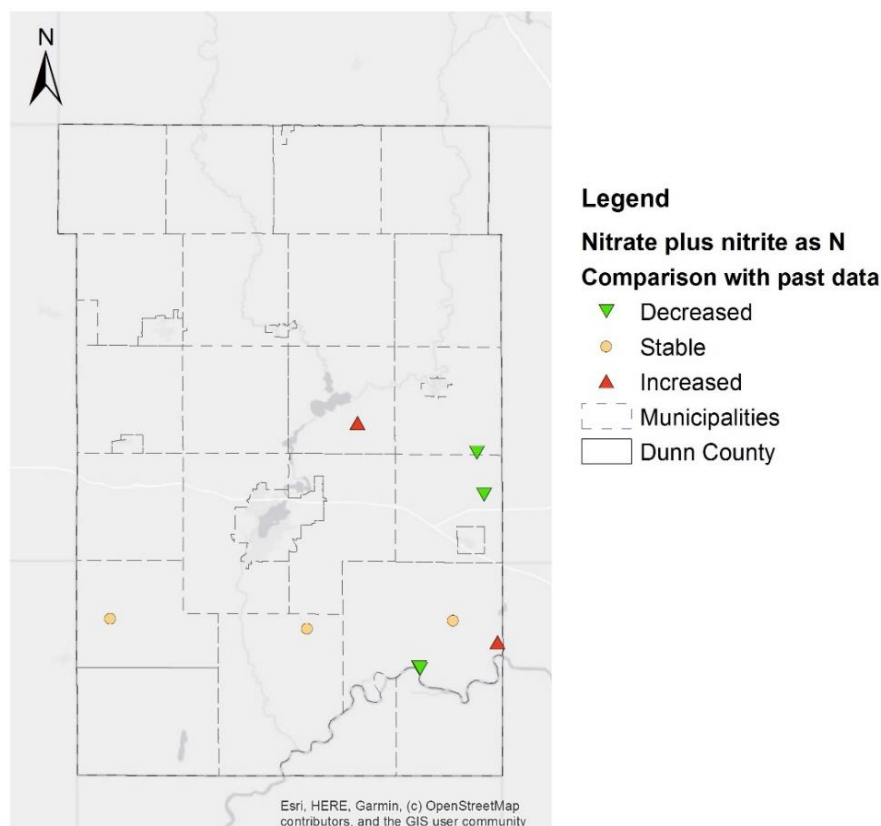 N
Legend
Nitrate plus nitrite as N
Comparison with past data
Decreased
Stable
Increased
Municipalities
Dunn County
Esri, HERE, Garmin, (c) OpenStreetMap
contributors, and the GIS user community